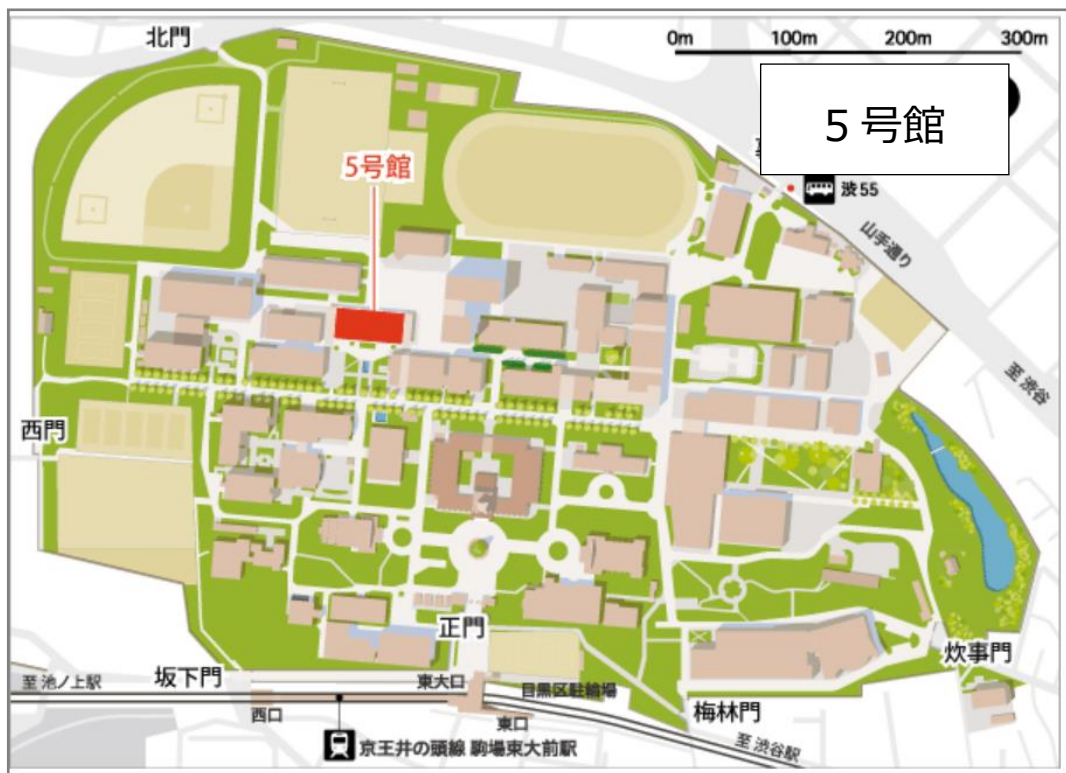 北門
0m 100m 200m 300m
5号館
5号館
渋55
山手通り
至 渋谷
西門
正門
炊事門
坂下門
至 池ノ上駅
東大口
目黒区駐輪場
西口
東口
梅林門
京王井の頭線 駒場東大前駅
至 渋谷駅